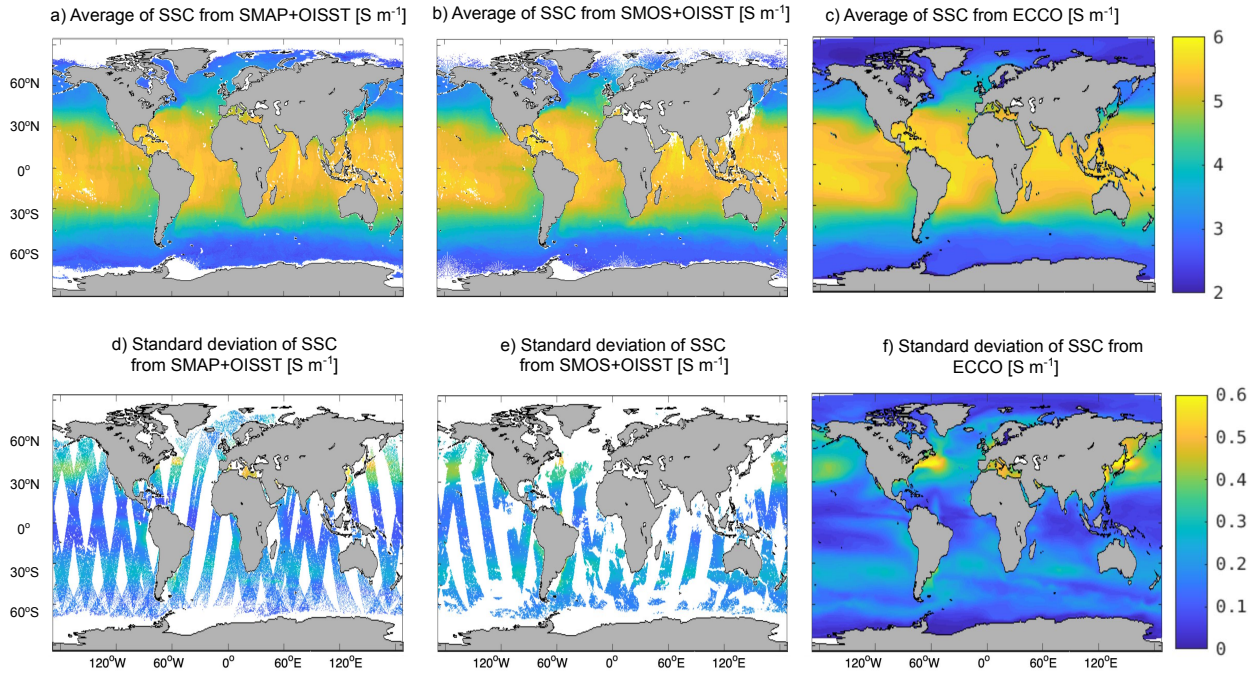 a) Average of SSC from SMAP+OISST [S m⁻¹]
b) Average of SSC from SMOS+OISST [S m⁻¹]
c) Average of SSC from ECCO [S m⁻¹]
60°N
30°N
0°
30°S
60°S
6
5
4
3
2
d) Standard deviation of SSC
from SMAP+OISST [S m⁻¹]
e) Standard deviation of SSC
from SMOS+OISST [S m⁻¹]
f) Standard deviation of SSC from
ECCO [S m⁻¹]
60°N
30°N
0°
30°S
60°S
0.6
0.5
0.4
0.3
0.2
0.1
0
120°W 60°W 0° 60°E 120°E
120°W 60°W 0° 60°E 120°E
120°W 60°W 0° 60°E 120°E